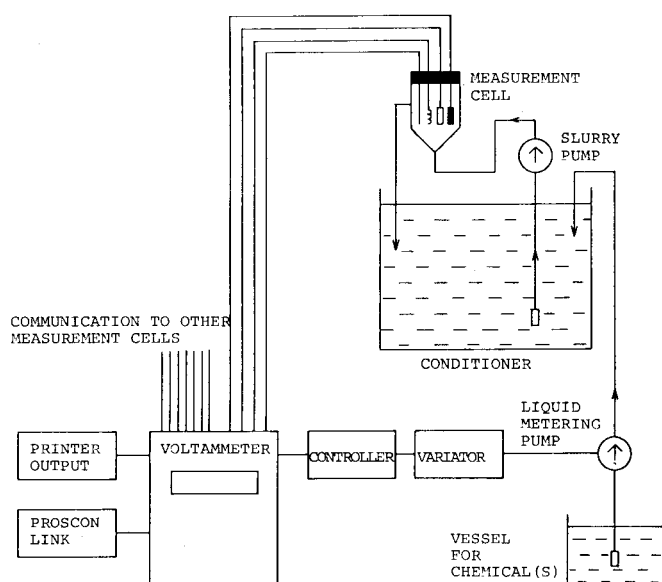 MEASUREMENT
CELL
SLURRY
PUMP
COMMUNICATION TO OTHER
MEASUREMENT CELLS
CONDITIONER
LIQUID
METERING
PUMP
PRINTER
OUTPUT
VOLTAMMETER
CONTROLLER
VARIATOR
PROSCON
LINK
VESSEL
FOR
CHEMICAL(S)